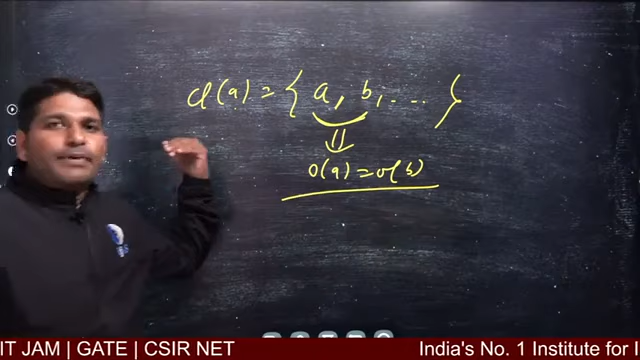 cl(a) = { a, b, ... }
⇓
o(a) = o(b)
IT JAM | GATE | CSIR NET India's No. 1 Institute for I